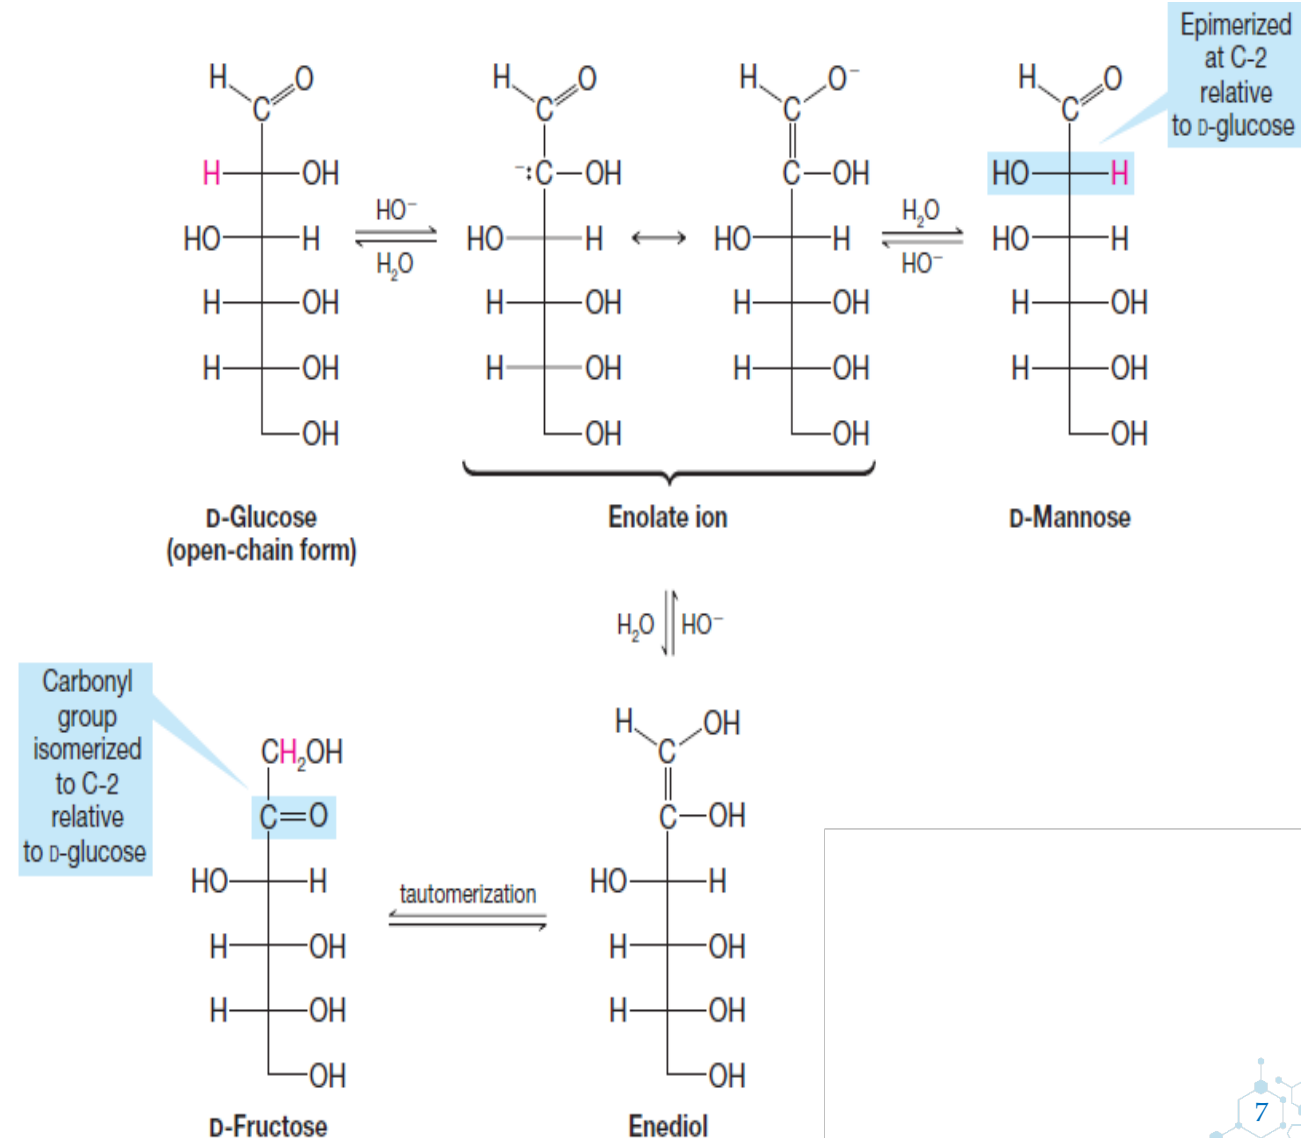 Epimerized
at C-2
relative
to D-glucose
H O H O H O⁻ H O
C C C C
H OH ⁻:C—OH C—OH HO H
HO⁻ H₂O
HO H HO H HO H HO H
H₂O HO⁻
H OH H OH H OH H OH
H OH H OH H OH H OH
OH OH OH OH
D-Glucose
(open-chain form)
Enolate ion
D-Mannose
H₂O HO⁻
Carbonyl
group
isomerized
to C-2
relative
to D-glucose
H OH
CH₂OH C
C=O C—OH
HO H tautomerization HO H
H OH H OH
H OH H OH
OH OH
D-Fructose Enediol
7